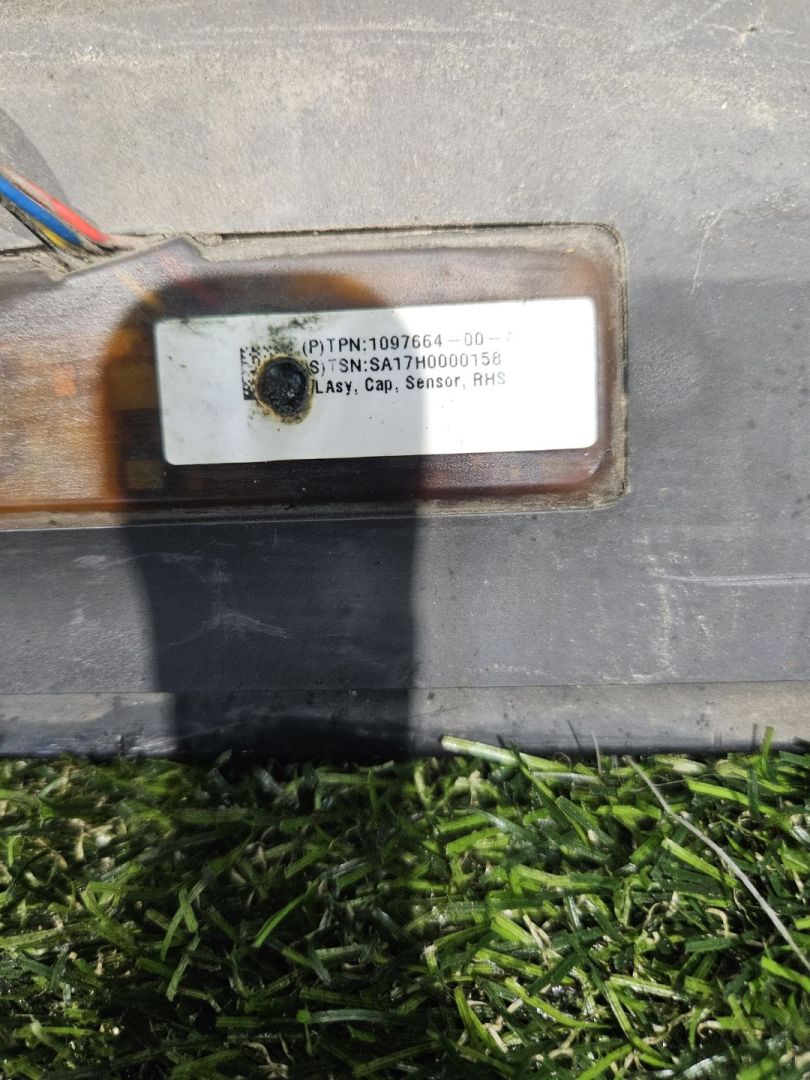 (P)TPN:1097664-00-
S)TSN:SA17H0000158
LAsy, Cap, Sensor, RHS